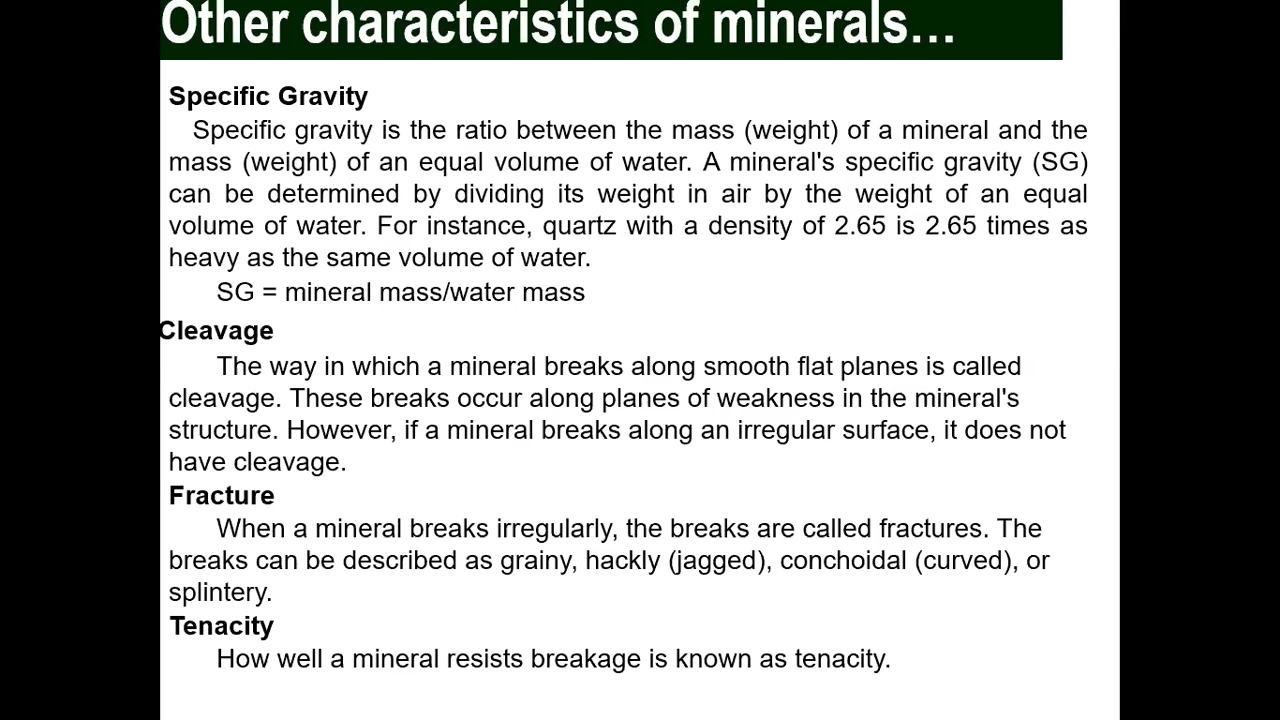 Other characteristics of minerals...
Specific Gravity
Specific gravity is the ratio between the mass (weight) of a mineral and the
mass (weight) of an equal volume of water. A mineral's specific gravity (SG)
can be determined by dividing its weight in air by the weight of an equal
volume of water. For instance, quartz with a density of 2.65 is 2.65 times as
heavy as the same volume of water.
SG = mineral mass/water mass
Cleavage
The way in which a mineral breaks along smooth flat planes is called
cleavage. These breaks occur along planes of weakness in the mineral's
structure. However, if a mineral breaks along an irregular surface, it does not
have cleavage.
Fracture
When a mineral breaks irregularly, the breaks are called fractures. The
breaks can be described as grainy, hackly (jagged), conchoidal (curved), or
splintery.
Tenacity
How well a mineral resists breakage is known as tenacity.